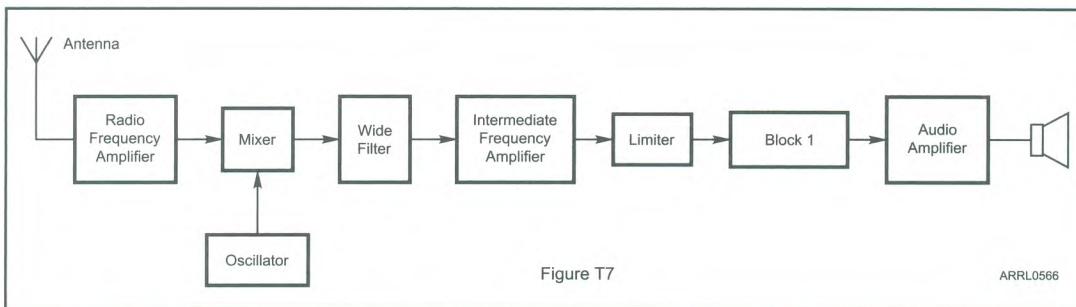 Antenna
Radio
Frequency
Amplifier
Mixer
Wide
Filter
Intermediate
Frequency
Amplifier
Limiter
Block 1
Audio
Amplifier
Oscillator
Figure T7
ARRL0566